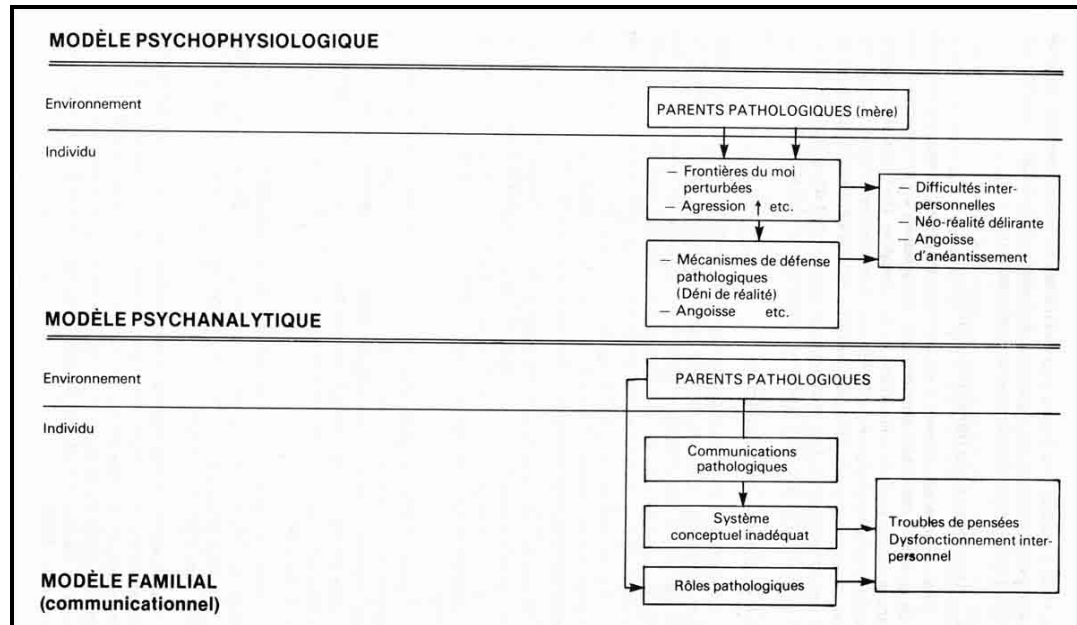 MODÈLE PSYCHOPHYSIOLOGIQUE
Environnement
PARENTS PATHOLOGIQUES (mère)
Individu
— Frontières du moi
perturbées
— Agression ↑ etc.
— Difficultés inter-
personnelles
— Néo-réalité délirante
— Angoisse
d'anéantissement
— Mécanismes de défense
pathologiques
(Déni de réalité)
— Angoisse etc.
MODÈLE PSYCHANALYTIQUE
Environnement
PARENTS PATHOLOGIQUES
Individu
Communications
pathologiques
Système
conceptuel inadéquat
Troubles de pensées
Dysfonctionnement inter-
personnel
Rôles pathologiques
MODÈLE FAMILIAL
(communicationnel)